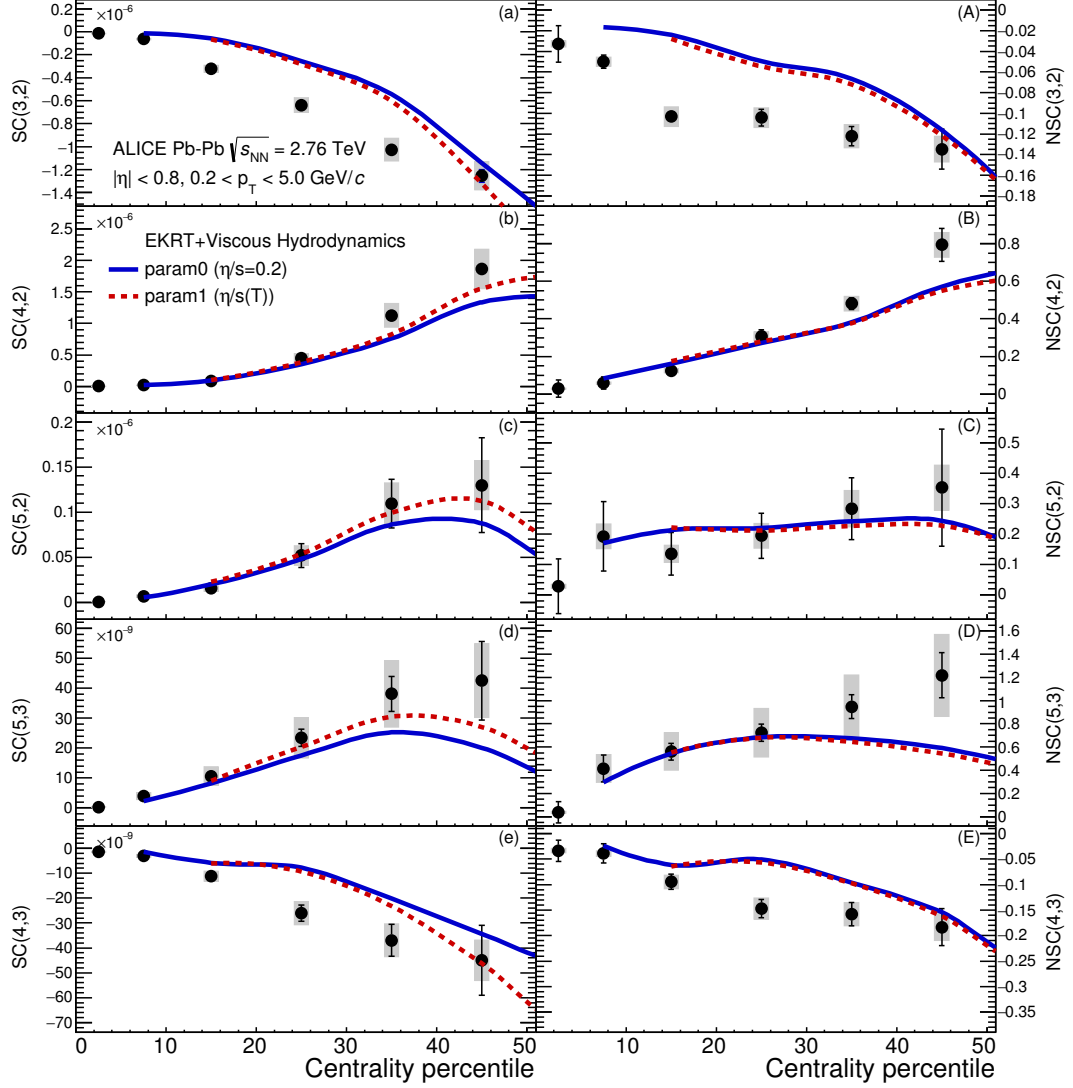 ×10⁻⁶
(a)
0.2
0
−0.2
−0.4
−0.6
−0.8
−1
−1.2
−1.4
SC(3,2)
ALICE Pb-Pb √s_NN = 2.76 TeV
|η| < 0.8, 0.2 < p_T < 5.0 GeV/c
(A)
0
−0.02
−0.04
−0.06
−0.08
−0.1
−0.12
−0.14
−0.16
−0.18
NSC(3,2)
×10⁻⁶
(b)
2.5
2
1.5
1
0.5
0
SC(4,2)
EKRT+Viscous Hydrodynamics
param0 (η/s=0.2)
param1 (η/s(T))
(B)
0.8
0.6
0.4
0.2
0
NSC(4,2)
×10⁻⁶
(c)
0.2
0.15
0.1
0.05
0
SC(5,2)
(C)
0.5
0.4
0.3
0.2
0.1
0
NSC(5,2)
×10⁻⁹
(d)
60
50
40
30
20
10
0
SC(5,3)
(D)
1.6
1.4
1.2
1
0.8
0.6
0.4
0.2
0
NSC(5,3)
×10⁻⁹
(e)
0
−10
−20
−30
−40
−50
−60
−70
SC(4,3)
(E)
0
−0.05
−0.1
−0.15
−0.2
−0.25
−0.3
−0.35
NSC(4,3)
0 10 20 30 40 50
Centrality percentile
10 20 30 40 50
Centrality percentile